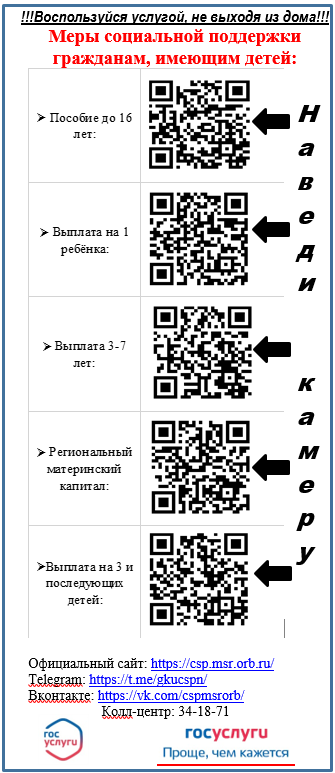 !!!Воспользуйся услугой, не выходя из дома!!!
Меры социальной поддержки
гражданам, имеющим детей:
➢ Пособие до 16
лет:
➢ Выплата на 1
ребёнка:
➢ Выплата 3-7
лет:
➢ Региональный
материнский
капитал:
➢Выплата на 3 и
последующих
детей:
Наведи камеру
Официальный сайт: https://csp.msr.orb.ru/
Telegram: https://t.me/gkucspn/
Вконтакте: https://vk.com/cspmsrorb/
Колл-центр: 34-18-71
гос
услуги
госуслуги
Проще, чем кажется